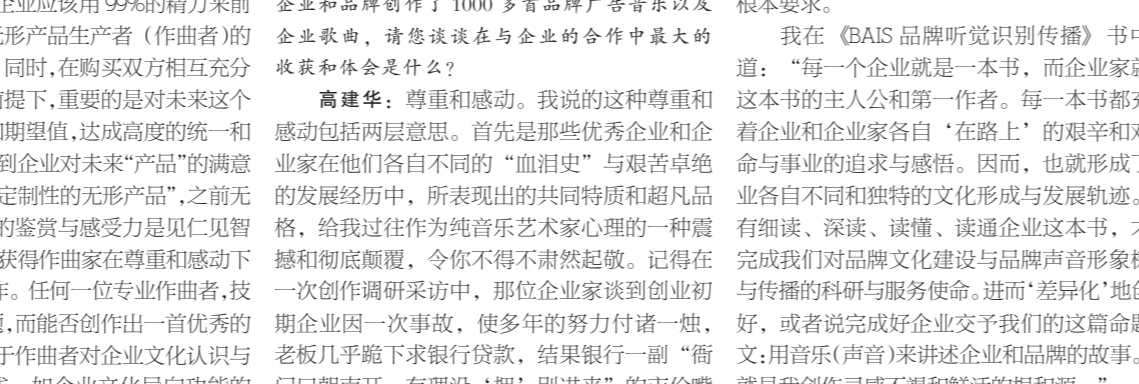 企业应该用99%的精力来前
无形产品生产者（作曲者)的
同时,在购买双方相互充分
前提下,重要的是对未来这个
和期望值,达成高度的统一和
到企业对未来“产品”的满意
定制性的无形产品”,之前无
的鉴赏与感受力是见仁见智
获得作曲家在尊重和感动下
作。任何一位专业作曲者,技
题,而能否创作出一首优秀的
于作曲者对企业文化认识与
企业和品牌创作了1000多首品牌广告音乐以及
企业歌曲，请您谈谈在与企业的合作中最大的
收获和体会是什么？
高建华：尊重和感动。我说的这种尊重和
感动包括两层意思。首先是那些优秀企业和企
业家在他们各自不同的“血泪史”与艰苦卓绝
的发展经历中，所表现出的共同特质和超凡品
格，给我过往作为纯音乐艺术家心理的一种震
撼和彻底颠覆，令你不得不肃然起敬。记得在
一次创作调研采访中，那位企业家谈到创业初
期企业因一次事故，使多年的努力付诸一烛，
老板几乎跪下求银行贷款，结果银行一副“衙
根本要求。
我在《BAIS品牌听觉识别传播》书中
道：“每一个企业就是一本书，而企业家就
这本书的主人公和第一作者。每一本书都充
着企业和企业家各自‘在路上’的艰辛和对
命与事业的追求与感悟。因而，也就形成了
业各自不同和独特的文化形成与发展轨迹。
有细读、深读、读懂、读通企业这本书，才
完成我们对品牌文化建设与品牌声音形象构
与传播的科研与服务使命。进而‘差异化’地创
好，或者说完成好企业交予我们的这篇命题
文:用音乐(声音)来讲述企业和品牌的故事。